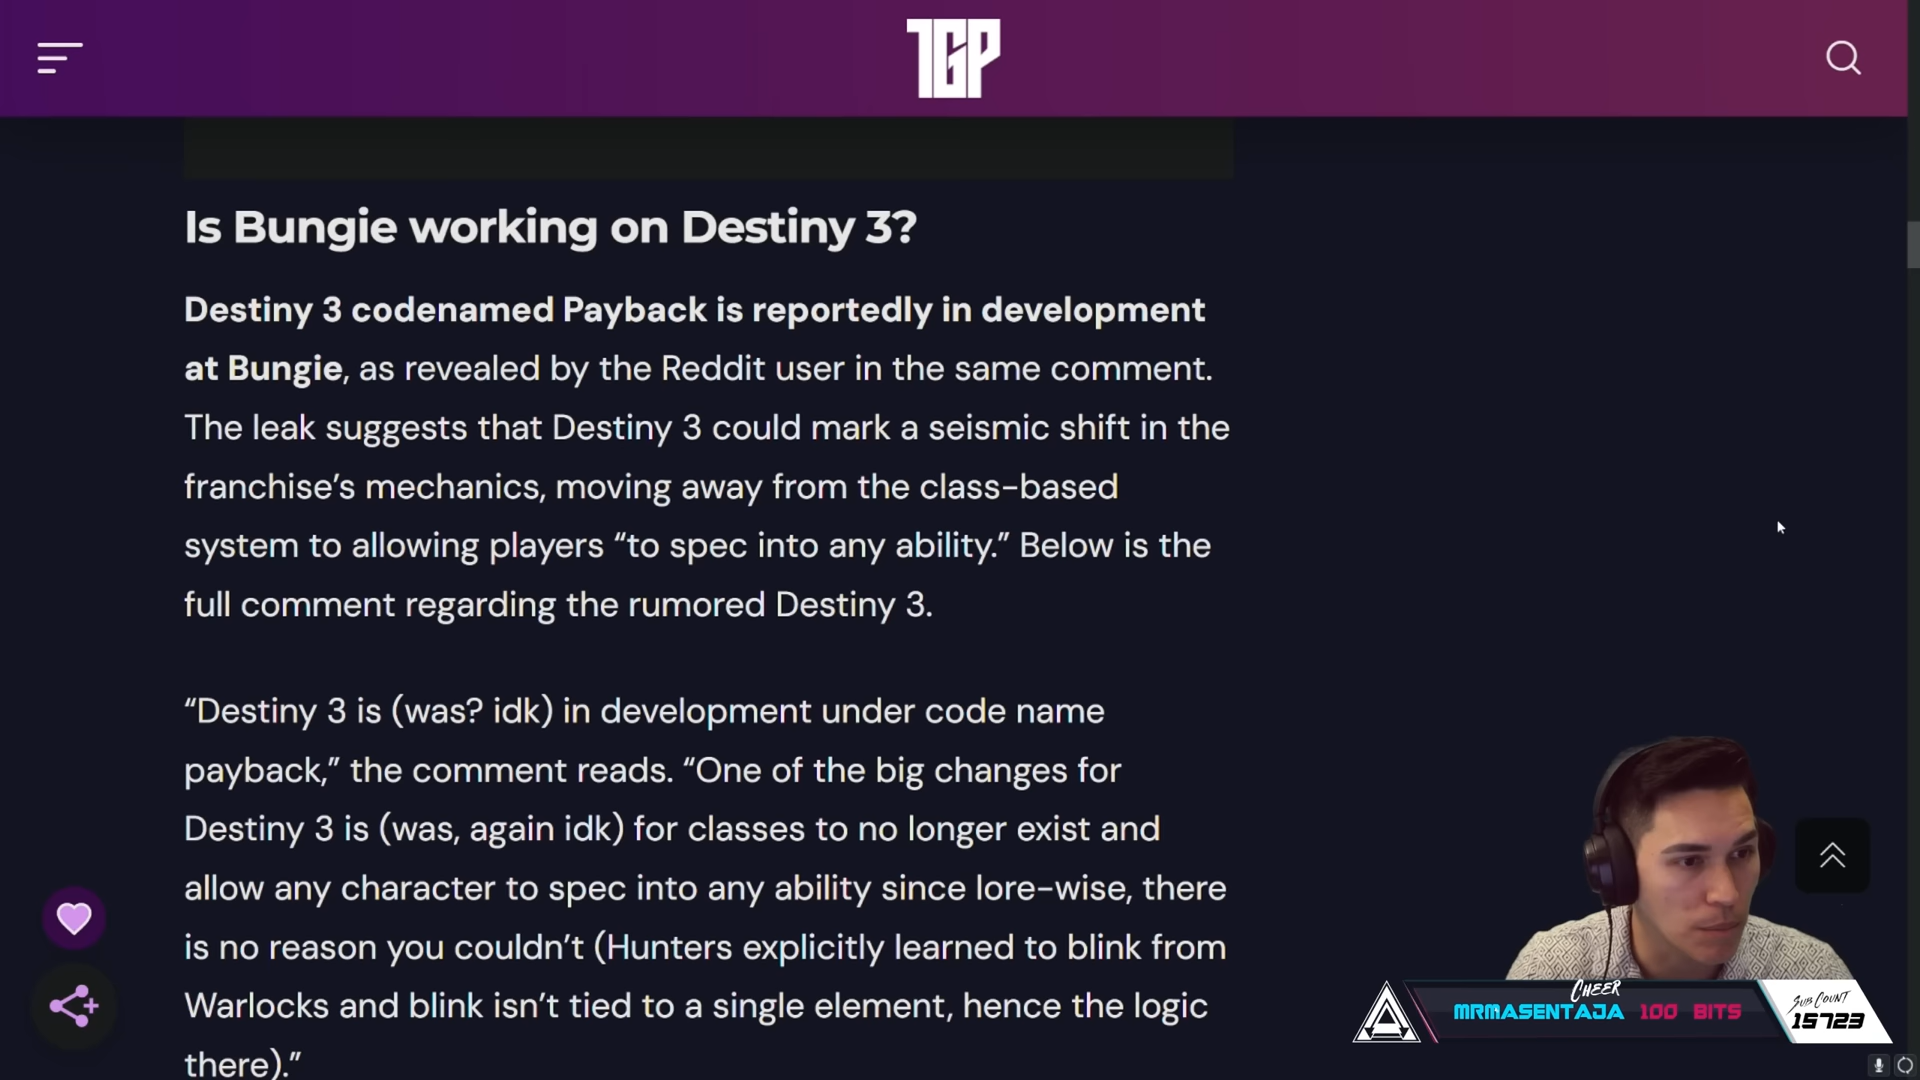 TGP
Is Bungie working on Destiny 3?
Destiny 3 codenamed Payback is reportedly in development
at Bungie, as revealed by the Reddit user in the same comment.
The leak suggests that Destiny 3 could mark a seismic shift in the
franchise’s mechanics, moving away from the class-based
system to allowing players “to spec into any ability.” Below is the
full comment regarding the rumored Destiny 3.
“Destiny 3 is (was? idk) in development under code name
payback,” the comment reads. “One of the big changes for
Destiny 3 is (was, again idk) for classes to no longer exist and
allow any character to spec into any ability since lore-wise, there
is no reason you couldn’t (Hunters explicitly learned to blink from
Warlocks and blink isn’t tied to a single element, hence the logic
there).”
CHEER
MRMASENTAJA 100 BITS
SUB COUNT
15723